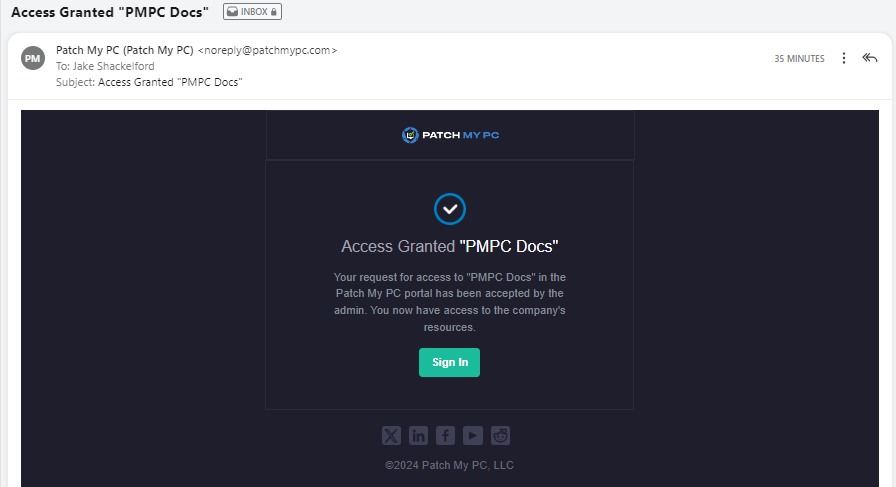 Access Granted "PMPC Docs" INBOX
PM
Patch My PC (Patch My PC) <noreply@patchmypc.com>
35 MINUTES
To: Jake Shackelford
Subject: Access Granted "PMPC Docs"
PATCH MY PC
Access Granted "PMPC Docs"
Your request for access to "PMPC Docs" in the
Patch My PC portal has been accepted by the
admin. You now have access to the company's
resources.
Sign In
©2024 Patch My PC, LLC